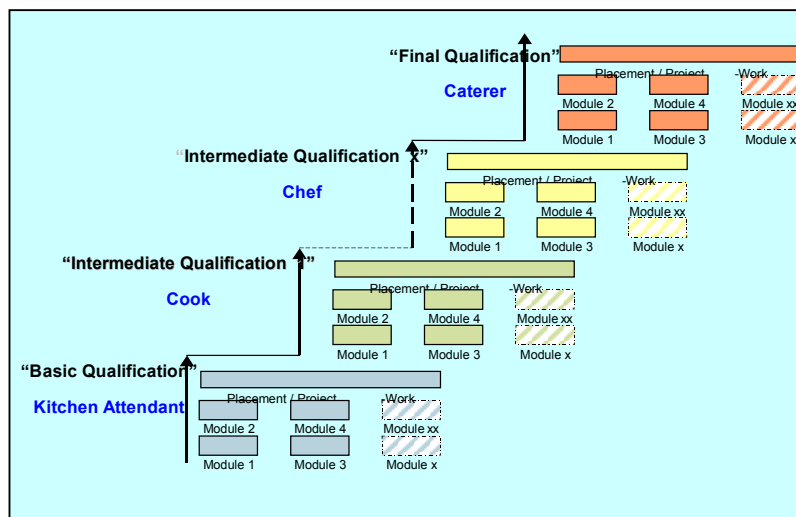 “Final Qualification”
Placement / Project -Work
Caterer
Module 2 Module 4 Module xx
Module 1 Module 3 Module x
“Intermediate Qualification x”
Placement / Project -Work
Chef
Module 2 Module 4 Module xx
Module 1 Module 3 Module x
“Intermediate Qualification 1”
Placement / Project -Work
Cook
Module 2 Module 4 Module xx
Module 1 Module 3 Module x
“Basic Qualification”
Placement / Project -Work
Kitchen Attendant
Module 2 Module 4 Module xx
Module 1 Module 3 Module x